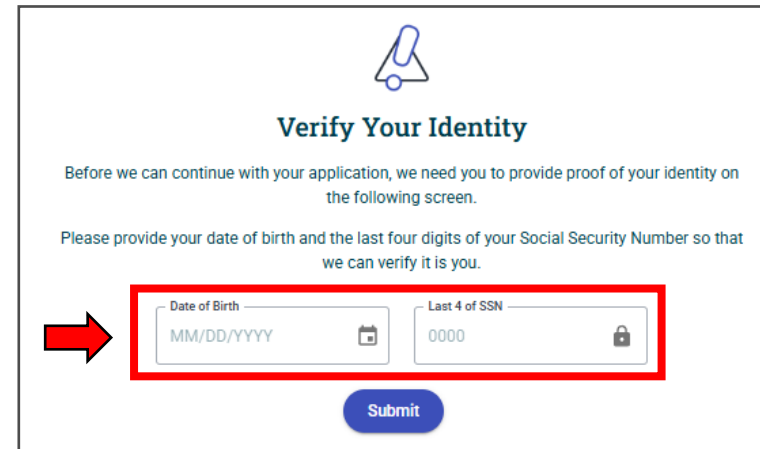 Verify Your Identity
Before we can continue with your application, we need you to provide proof of your identity on
the following screen.
Please provide your date of birth and the last four digits of your Social Security Number so that
we can verify it is you.
Date of Birth
MM/DD/YYYY
Last 4 of SSN
0000
Submit